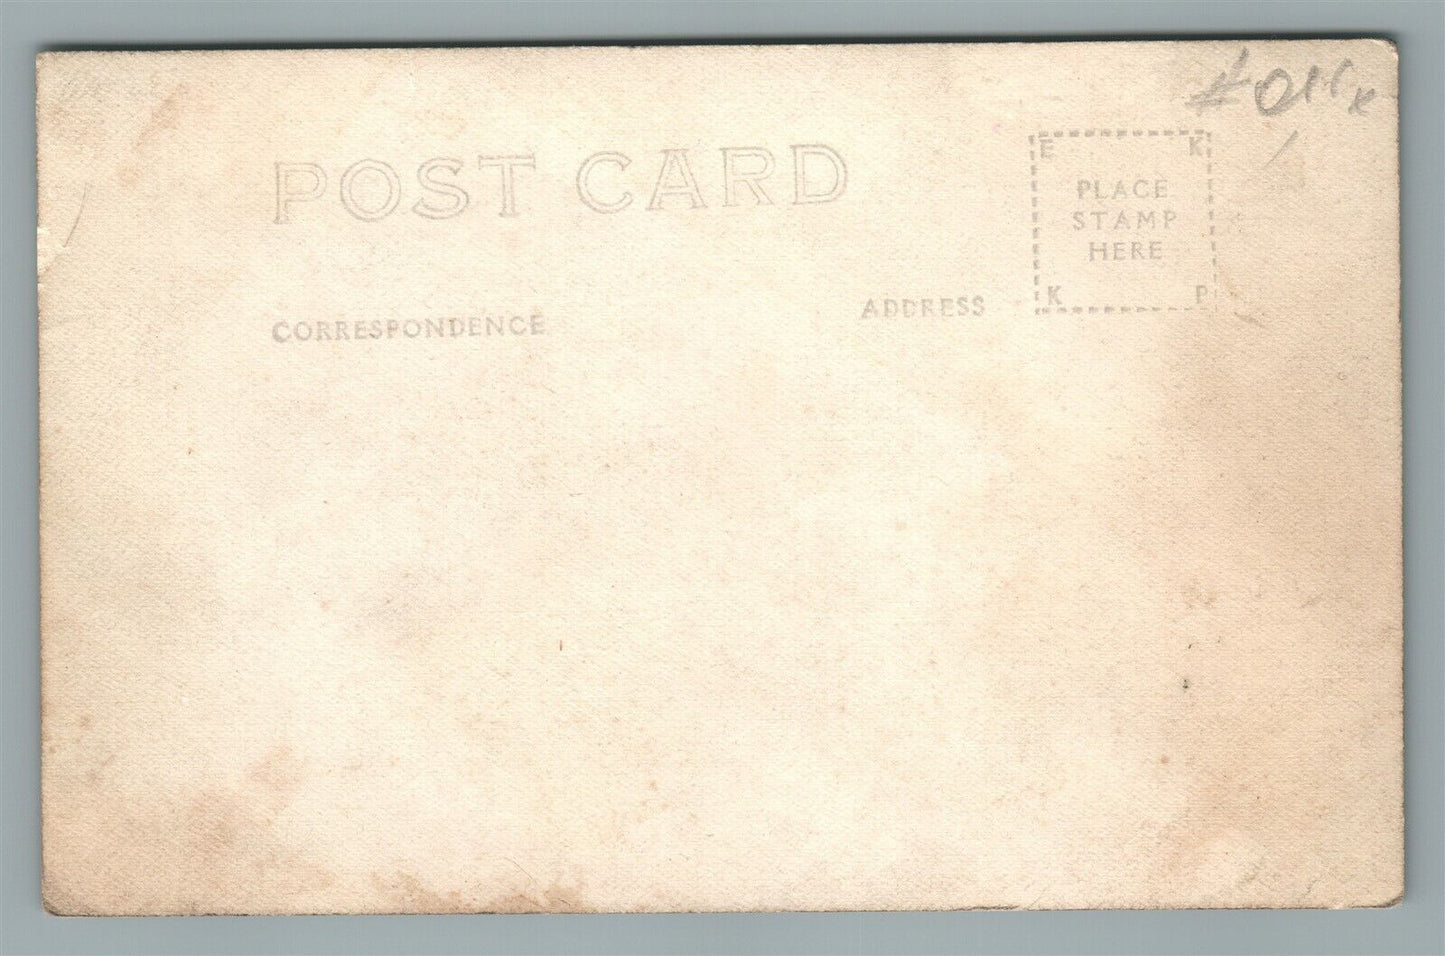 POST CARD
E K
PLACE
STAMP
HERE
K P
CORRESPONDENCE
ADDRESS